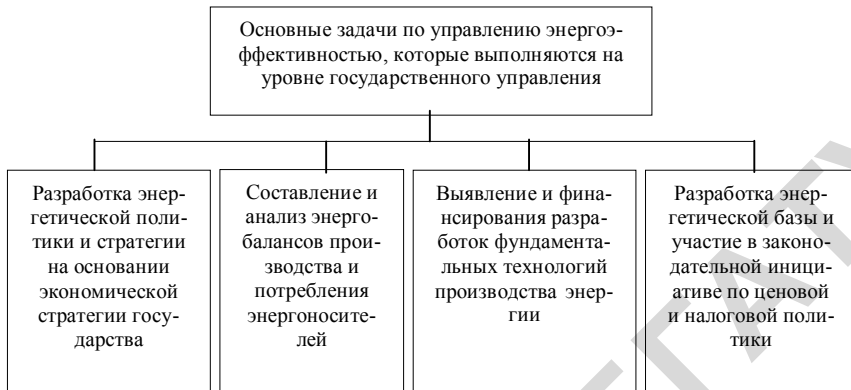 Основные задачи по управлению энергоэ-
ффективностью, которые выполняются на
уровне государственного управления
Разработка энер-
гетической поли-
тики и стратегии
на основании
экономической
стратегии госу-
дарства
Составление и
анализ энерго-
балансов произ-
водства и
потребления
энергоносите-
лей
Выявление и фина-
нсирования разра-
боток фундамента-
льных технологий
производства энер-
гии
Разработка энер-
гетической базы и
участие в законо-
дательной иници-
ативе по ценовой
и налоговой поли-
тики